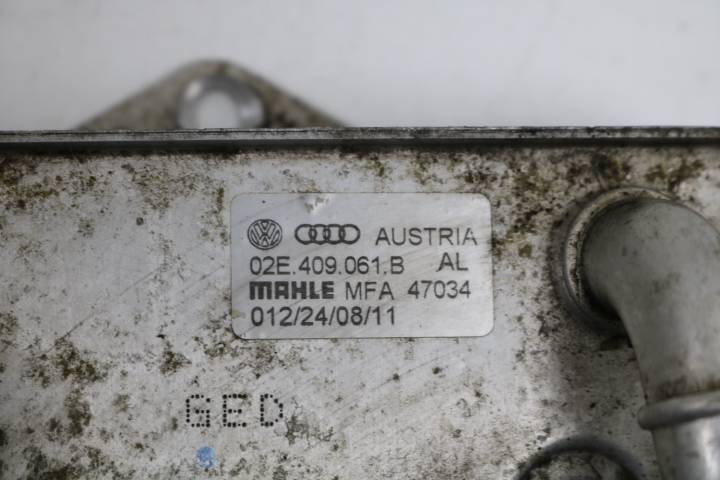 AUSTRIA
02E.409.061.B AL
MAHLE MFA 47034
012/24/08/11
GED